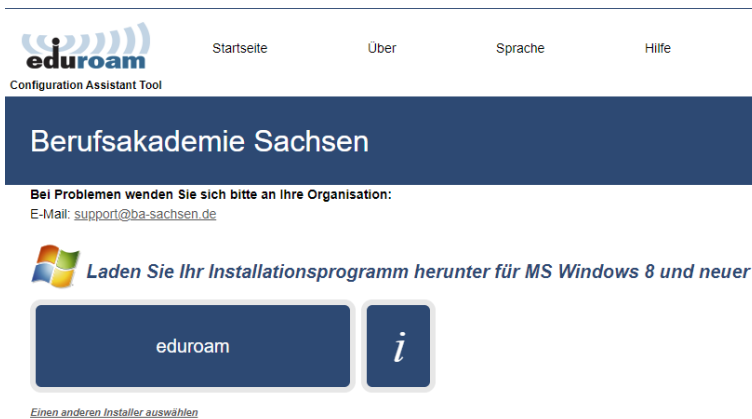 eduroam
Configuration Assistant Tool
Startseite Über Sprache Hilfe
Berufsakademie Sachsen
Bei Problemen wenden Sie sich bitte an Ihre Organisation:
E-Mail: support@ba-sachsen.de
Laden Sie Ihr Installationsprogramm herunter für MS Windows 8 und neuer
eduroam i
Einen anderen Installer auswählen